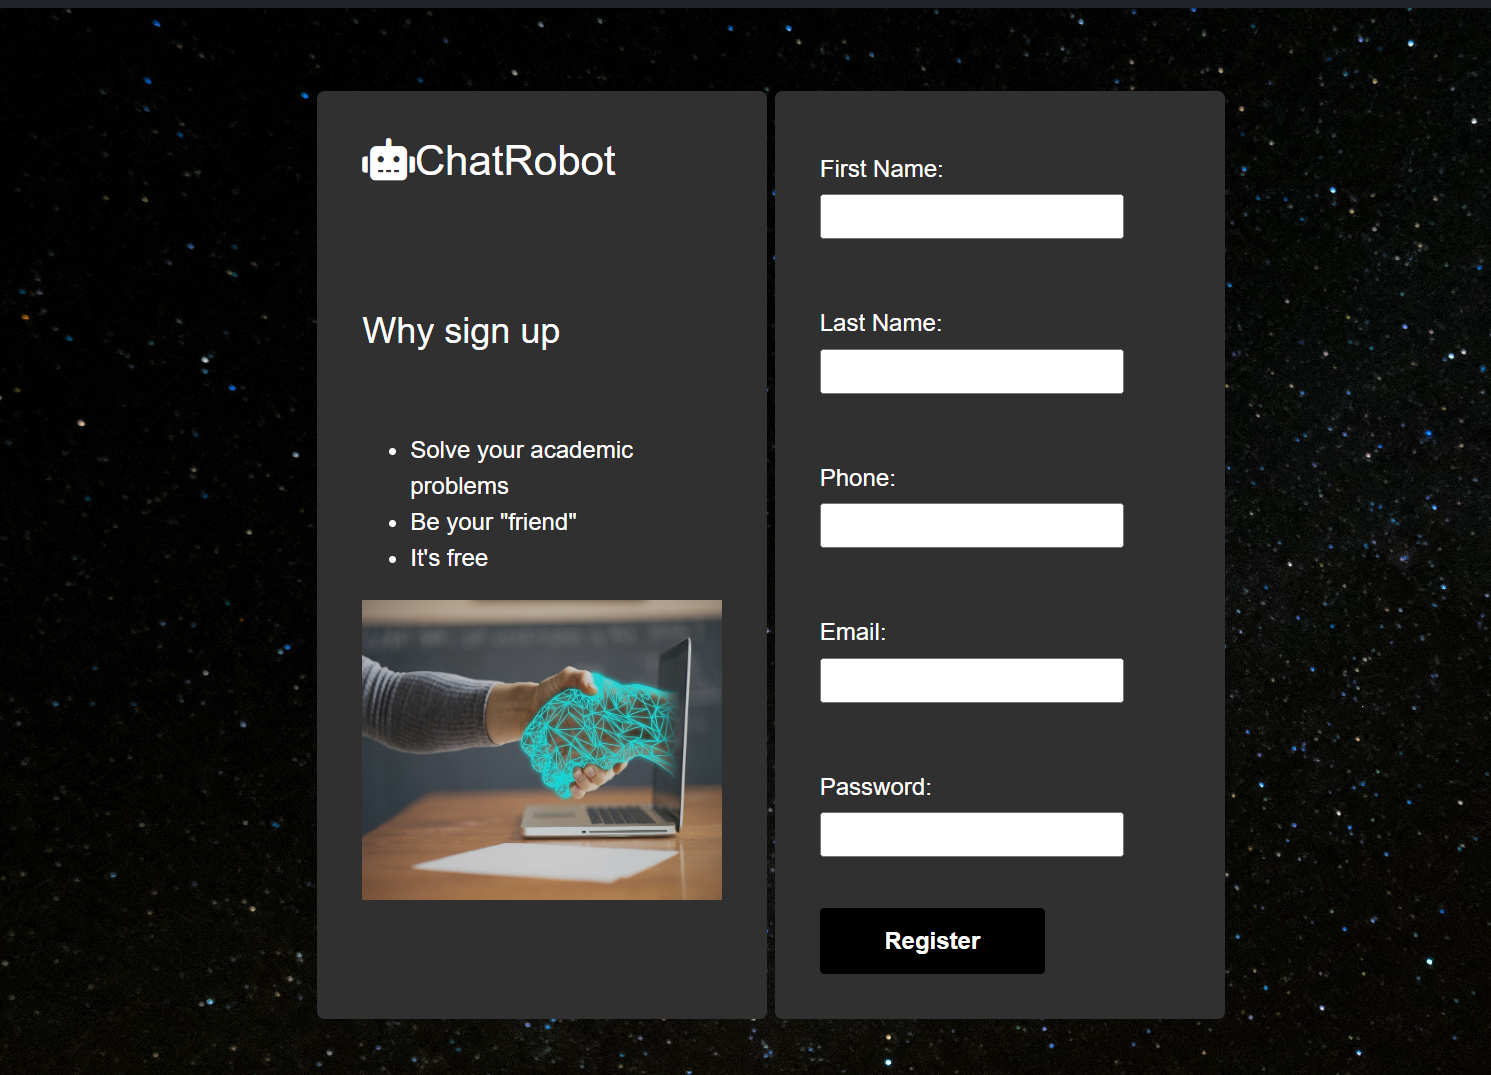 ChatRobot
Why sign up
Solve your academic
problems
Be your "friend"
It's free
First Name:
Last Name:
Phone:
Email:
Password:
Register